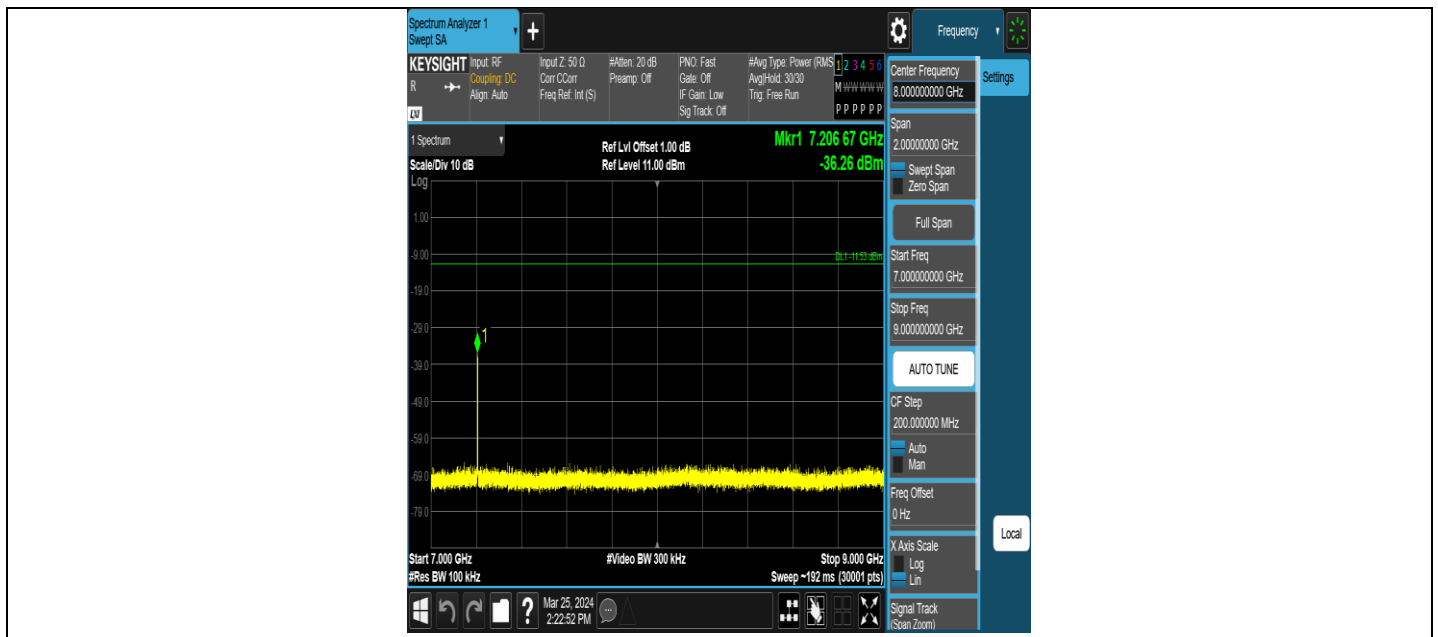 Spectrum Analyzer 1
Swept SA
+
Frequency
KEYSIGHT
R
LXI
Input: RF
Coupling: DC
Align: Auto
Input Z: 50 Ω
Corr CCorr
Freq Ref: Int (S)
#Atten: 20 dB
Preamp: Off
PNO: Fast
Gate: Off
IF Gain: Low
Sig Track: Off
#Avg Type: Power (RMS
Avg|Hold: 30/30
Trig: Free Run
1 2 3 4 5 6
M W W W W W
P P P P P P
1 Spectrum
Scale/Div 10 dB
Log
Ref Lvl Offset 1.00 dB
Ref Level 11.00 dBm
Mkr1 7.206 67 GHz
-36.26 dBm
1.00
-9.00
DL1 -11.53 dBm
-19.0
-29.0
1
-39.0
-49.0
-59.0
-69.0
-79.0
Start 7.000 GHz
#Res BW 100 kHz
#Video BW 300 kHz
Stop 9.000 GHz
Sweep ~192 ms (30001 pts)
?
Mar 25, 2024
2:22:52 PM
Center Frequency
8.000000000 GHz
Span
2.00000000 GHz
Swept Span
Zero Span
Full Span
Start Freq
7.000000000 GHz
Stop Freq
9.000000000 GHz
AUTO TUNE
CF Step
200.000000 MHz
Auto
Man
Freq Offset
0 Hz
X Axis Scale
Log
Lin
Signal Track
(Span Zoom)
Settings
Local